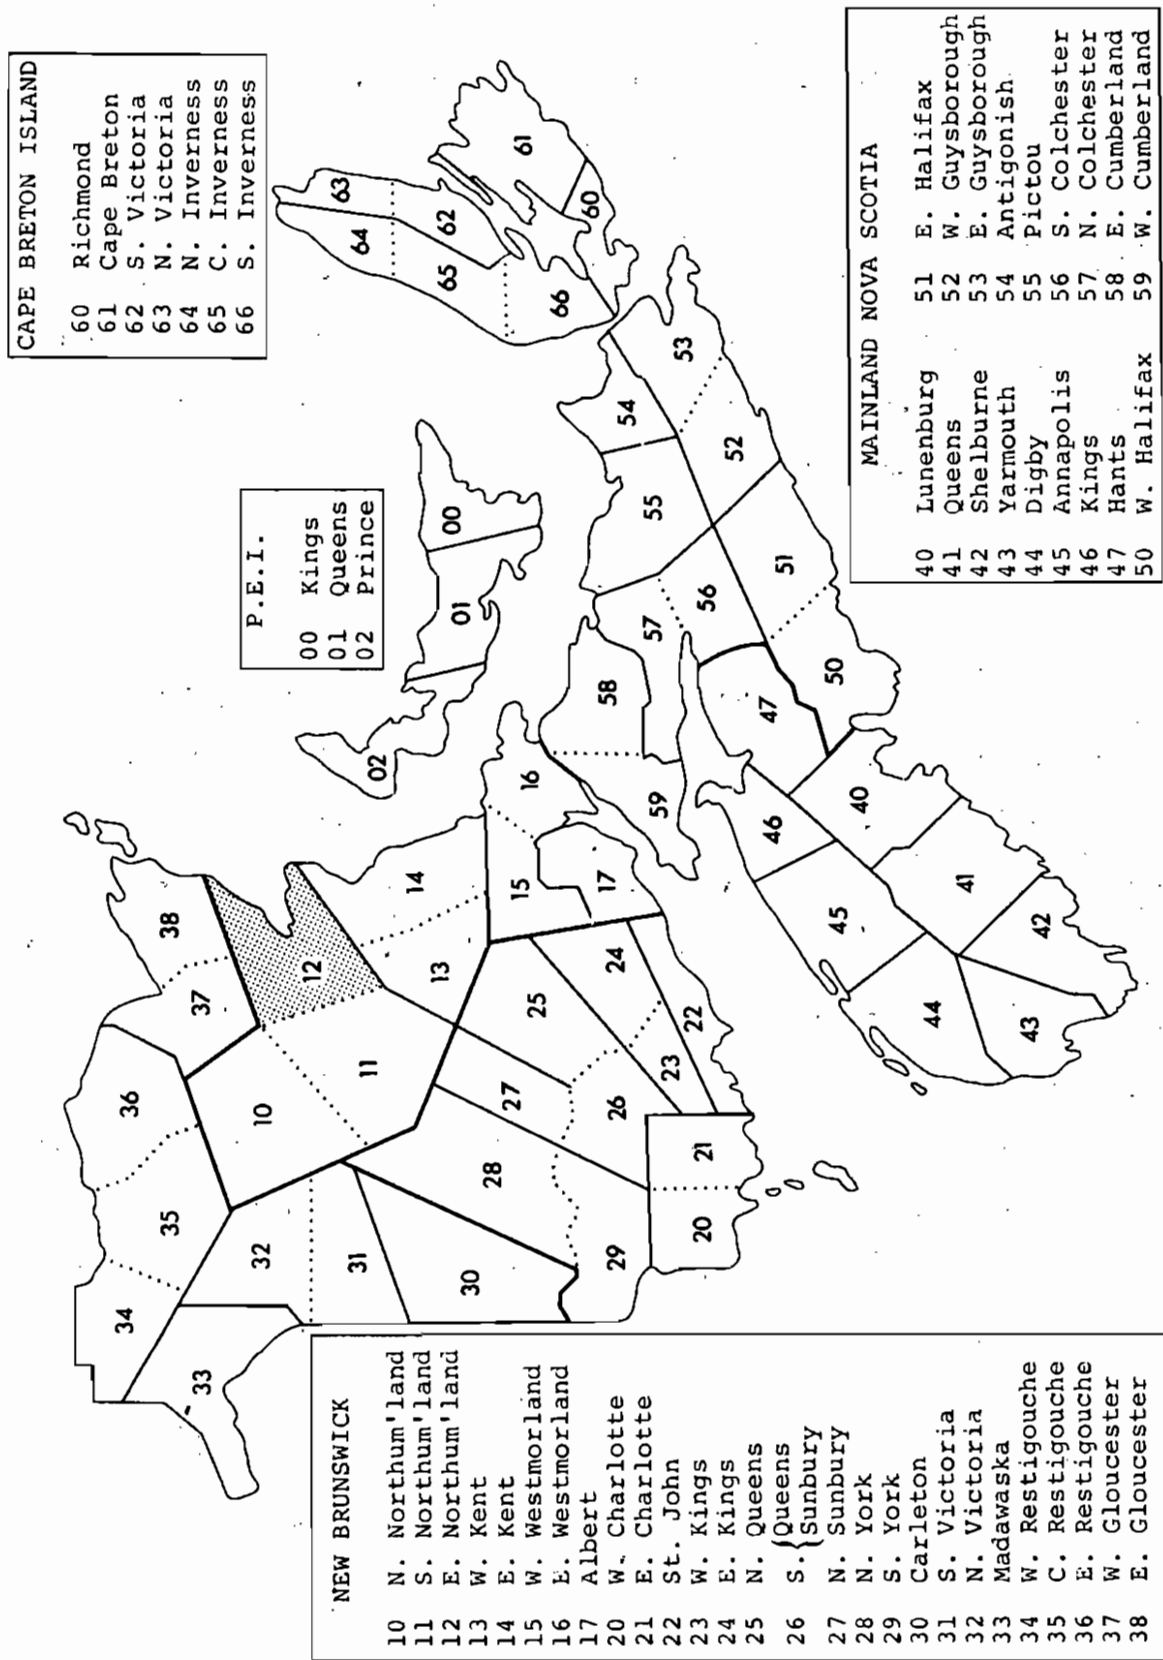 CAPE BRETON ISLAND
60 Richmond
61 Cape Breton
62 S. Victoria
63 N. Victoria
64 N. Inverness
65 C. Inverness
66 S. Inverness
P.E.I.
00 Kings
01 Queens
02 Prince
NEW BRUNSWICK
10 N. Northum'land
11 S. Northum'land
12 E. Northum'land
13 W. Kent
14 E. Kent
15 W. Westmorland
16 E. Westmorland
17 Albert
20 W. Charlotte
21 E. Charlotte
22 St. John
23 W. Kings
24 E. Kings
25 N. Queens
26 S. {Queens
{Sunbury
27 N. Sunbury
28 N. York
29 S. York
30 Carleton
31 S. Victoria
32 N. Victoria
33 Madawaska
34 W. Restigouche
35 C. Restigouche
36 E. Restigouche
37 W. Gloucester
38 E. Gloucester
MAINLAND NOVA SCOTIA
40 Lunenburg
41 Queens
42 Shelburne
43 Yarmouth
44 Digby
45 Annapolis
46 Kings
47 Hants
50 W. Halifax
51 E. Halifax
52 W. Guysborough
53 E. Guysborough
54 Antigonish
55 Pictou
56 S. Colchester
57 N. Colchester
58 E. Cumberland
59 W. Cumberland
34
35
36
37
38
33
32
10
12
11
31
30
28
27
25
13
14
29
26
24
15
16
17
20
21
23
22
02
01
00
64
63
65
62
61
66
60
59
58
57
55
54
53
56
52
51
47
50
46
40
45
41
44
42
43